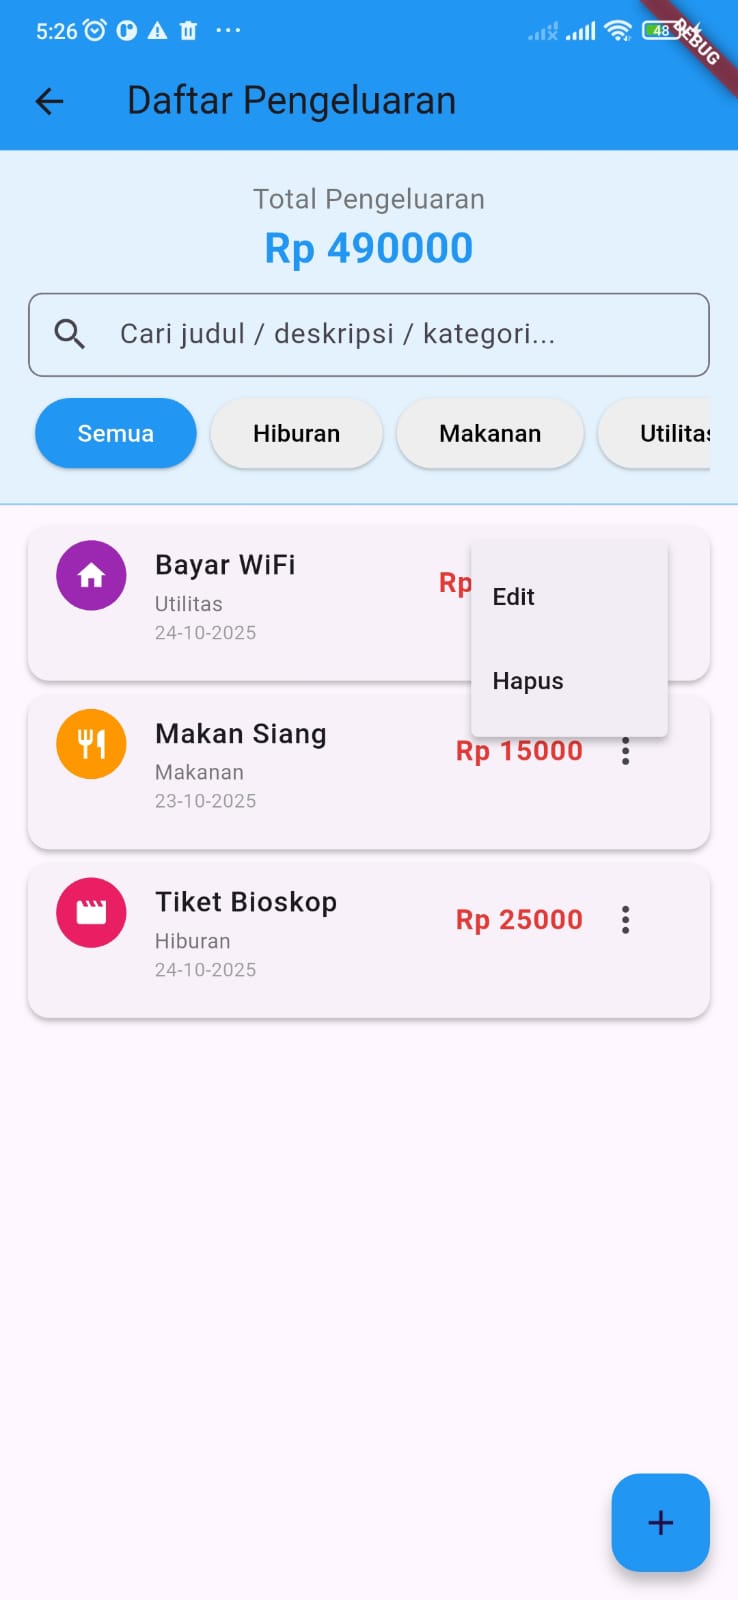 5:26
48
DEBUG
Daftar Pengeluaran
Total Pengeluaran
Rp 490000
Cari judul / deskripsi / kategori...
Semua
Hiburan
Makanan
Utilitas
Bayar WiFi
Rp
Utilitas
24-10-2025
Edit
Hapus
Makan Siang
Rp 15000
Makanan
23-10-2025
Tiket Bioskop
Rp 25000
Hiburan
24-10-2025